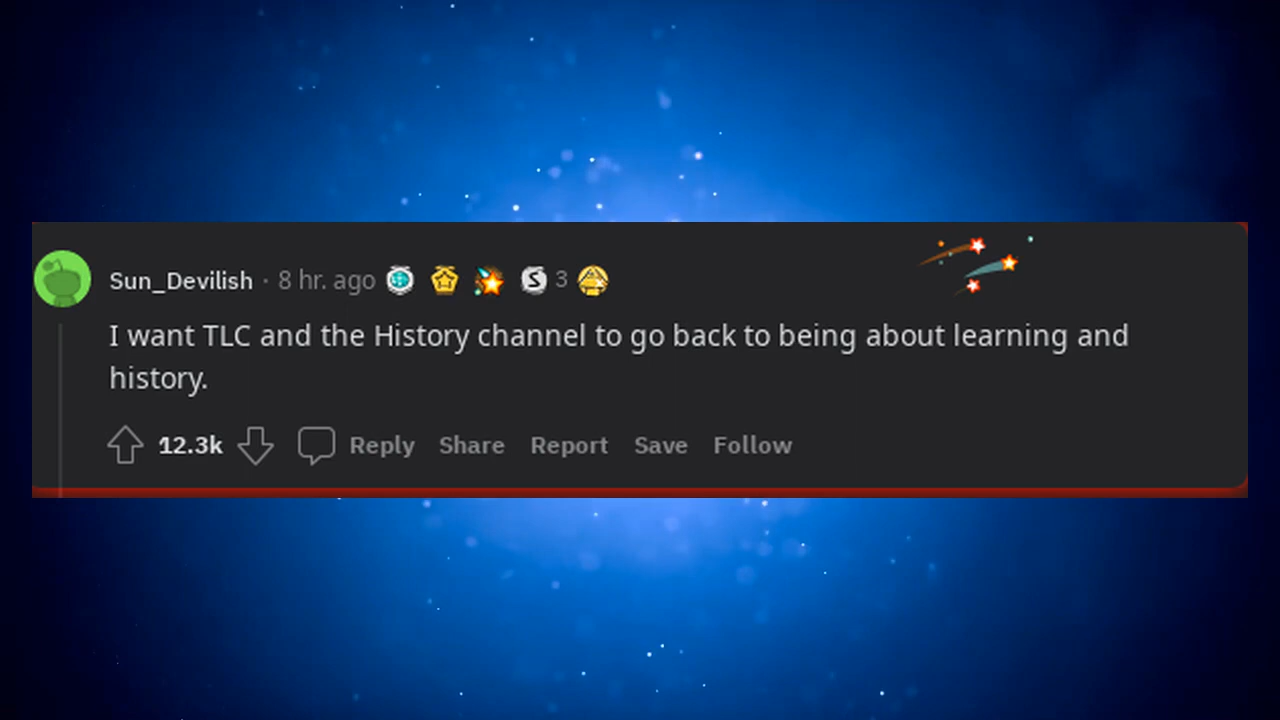 Sun_Devilish · 8 hr. ago 3
I want TLC and the History channel to go back to being about learning and
history.
12.3k Reply Share Report Save Follow